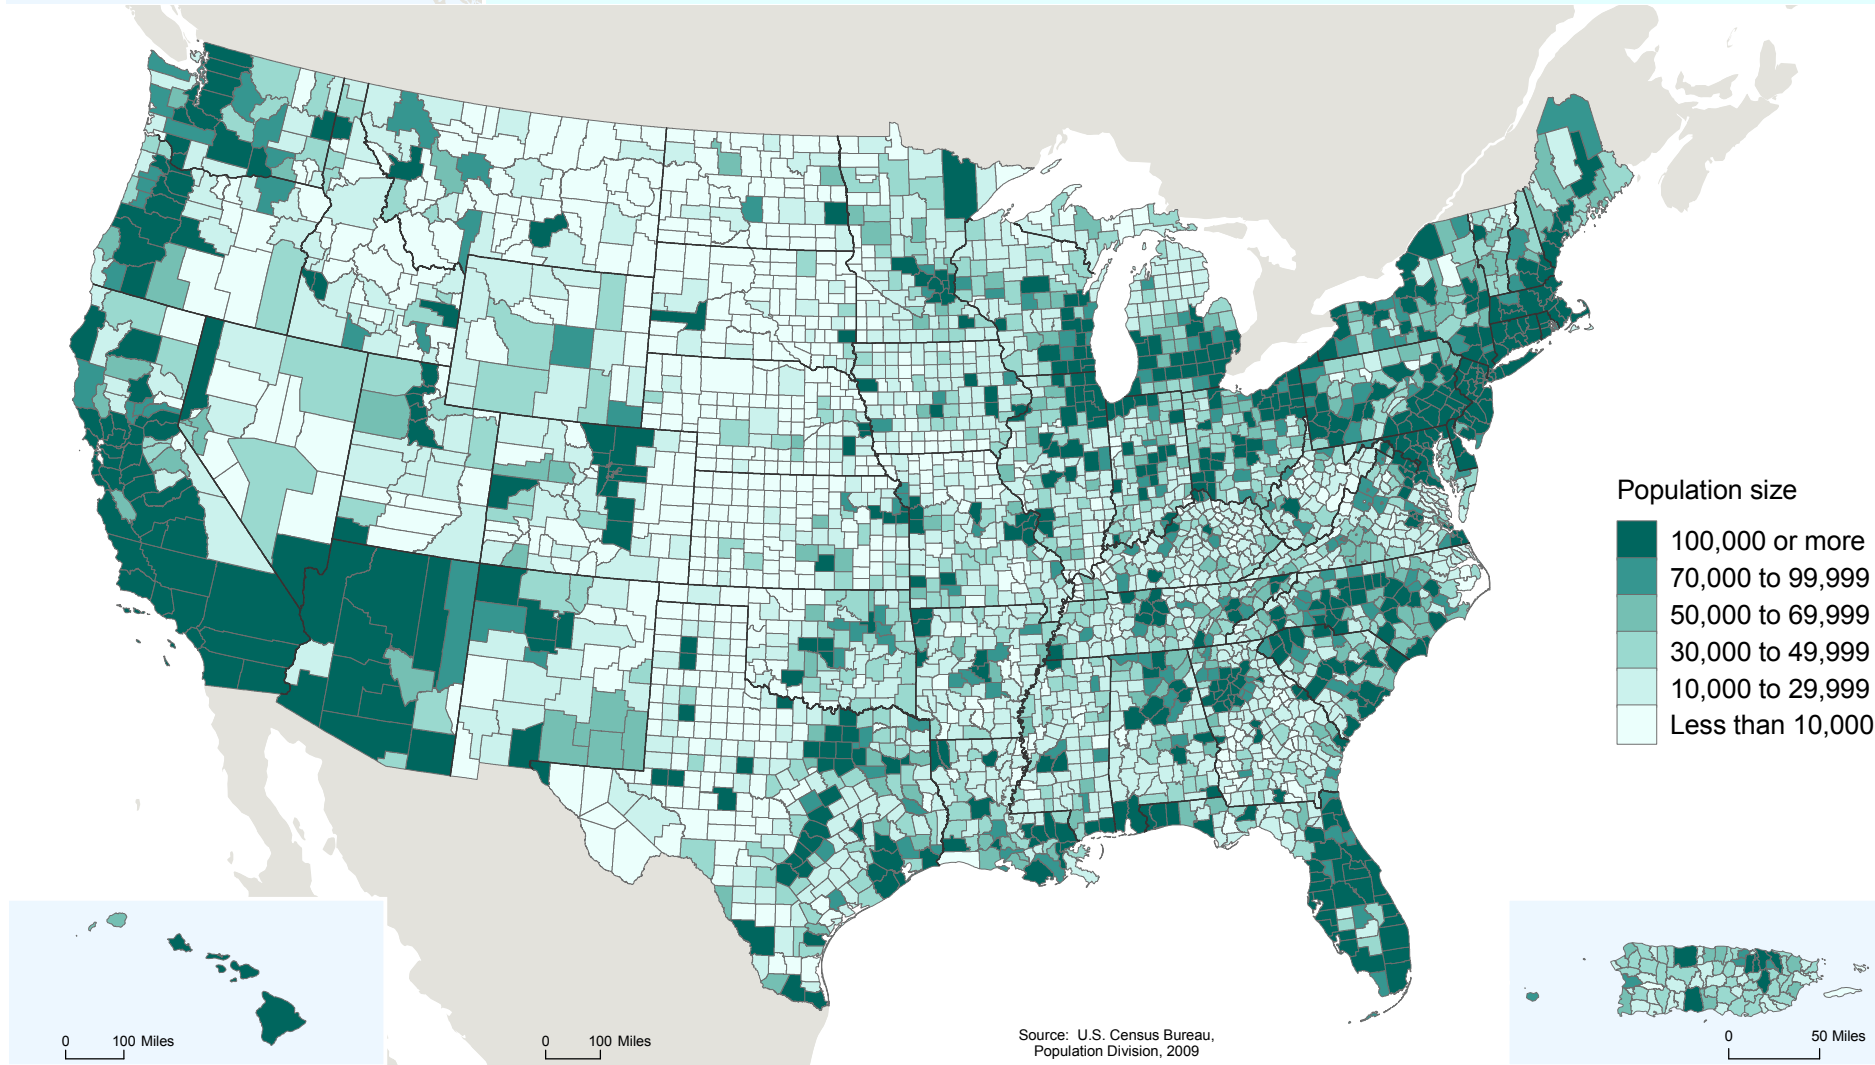 Population size
100,000 or more
70,000 to 99,999
50,000 to 69,999
30,000 to 49,999
10,000 to 29,999
Less than 10,000
0 100 Miles
0 100 Miles
Source: U.S. Census Bureau,
Population Division, 2009
0 50 Miles